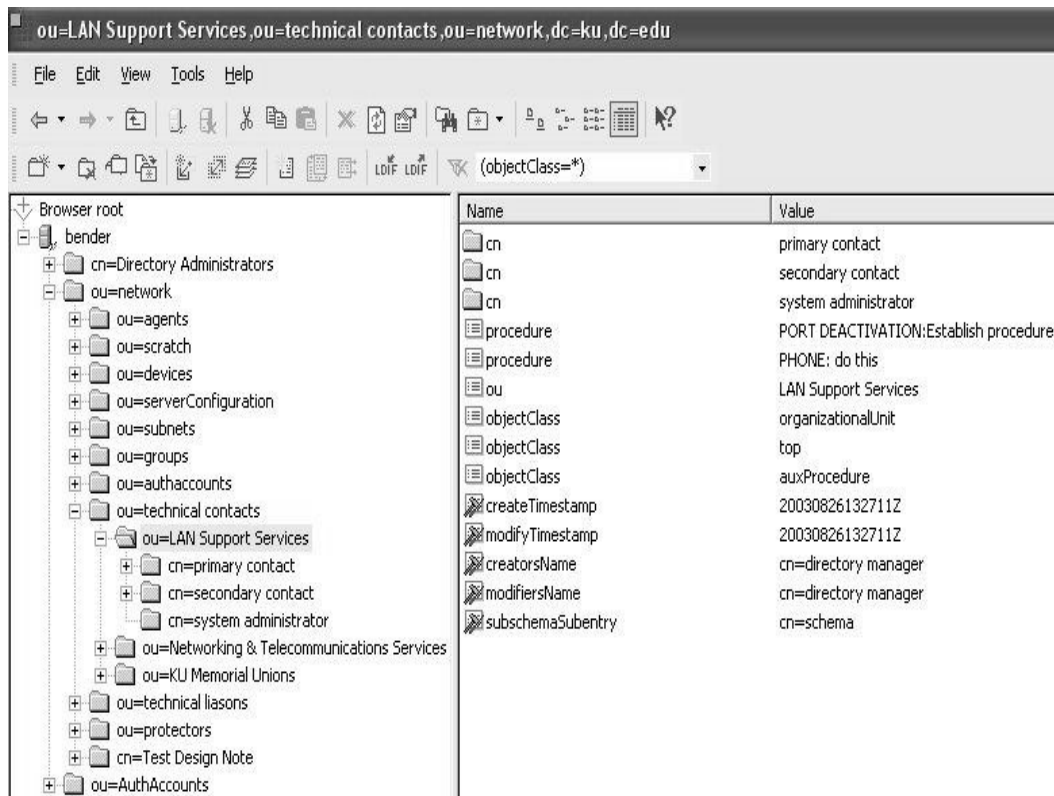 ou=LAN Support Services,ou=technical contacts,ou=network,dc=ku,dc=edu
File Edit View Tools Help
LDIF LDIF (objectClass=*)
Browser root
bender
cn=Directory Administrators
ou=network
ou=agents
ou=scratch
ou=devices
ou=serverConfiguration
ou=subnets
ou=groups
ou=authaccounts
ou=technical contacts
ou=LAN Support Services
cn=primary contact
cn=secondary contact
cn=system administrator
ou=Networking & Telecommunications Services
ou=KU Memorial Unions
ou=technical liasons
ou=protectors
cn=Test Design Note
ou=AuthAccounts
Name Value
cn primary contact
cn secondary contact
cn system administrator
procedure PORT DEACTIVATION:Establish procedure
procedure PHONE: do this
ou LAN Support Services
objectClass organizationalUnit
objectClass top
objectClass auxProcedure
createTimestamp 20030826132711Z
modifyTimestamp 20030826132711Z
creatorsName cn=directory manager
modifiersName cn=directory manager
subschemaSubentry cn=schema